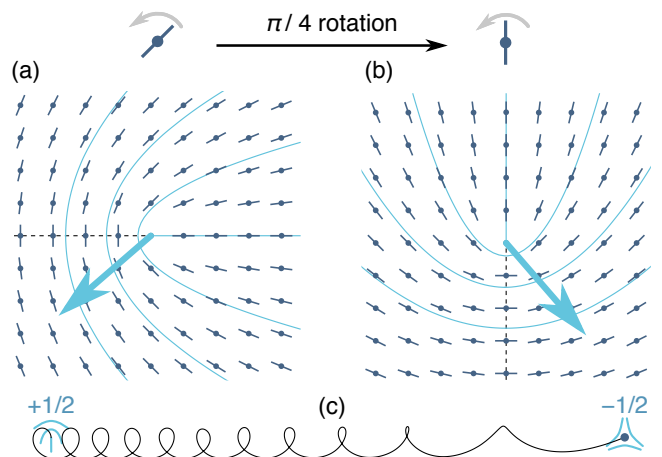 π / 4 rotation
(a)
(b)
+1/2
(c)
−1/2